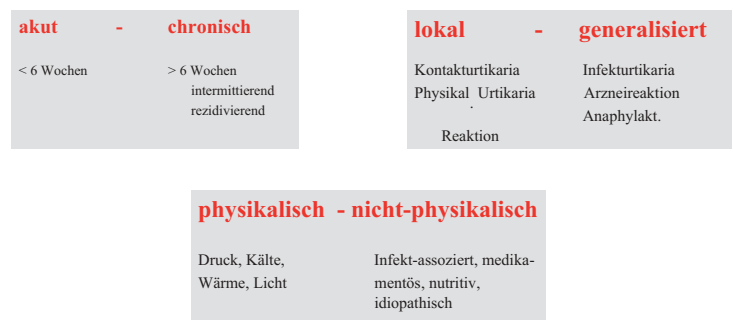 akut - chronisch
< 6 Wochen > 6 Wochen
intermittierend
rezidivierend
lokal - generalisiert
Kontakturtikaria Infekturtikaria
Physikal Urtikaria Arzneireaktion
. Anaphylakt.
Reaktion
physikalisch - nicht-physikalisch
Druck, Kälte, Infekt-assoziert, medika-
Wärme, Licht mentös, nutritiv,
idiopathisch